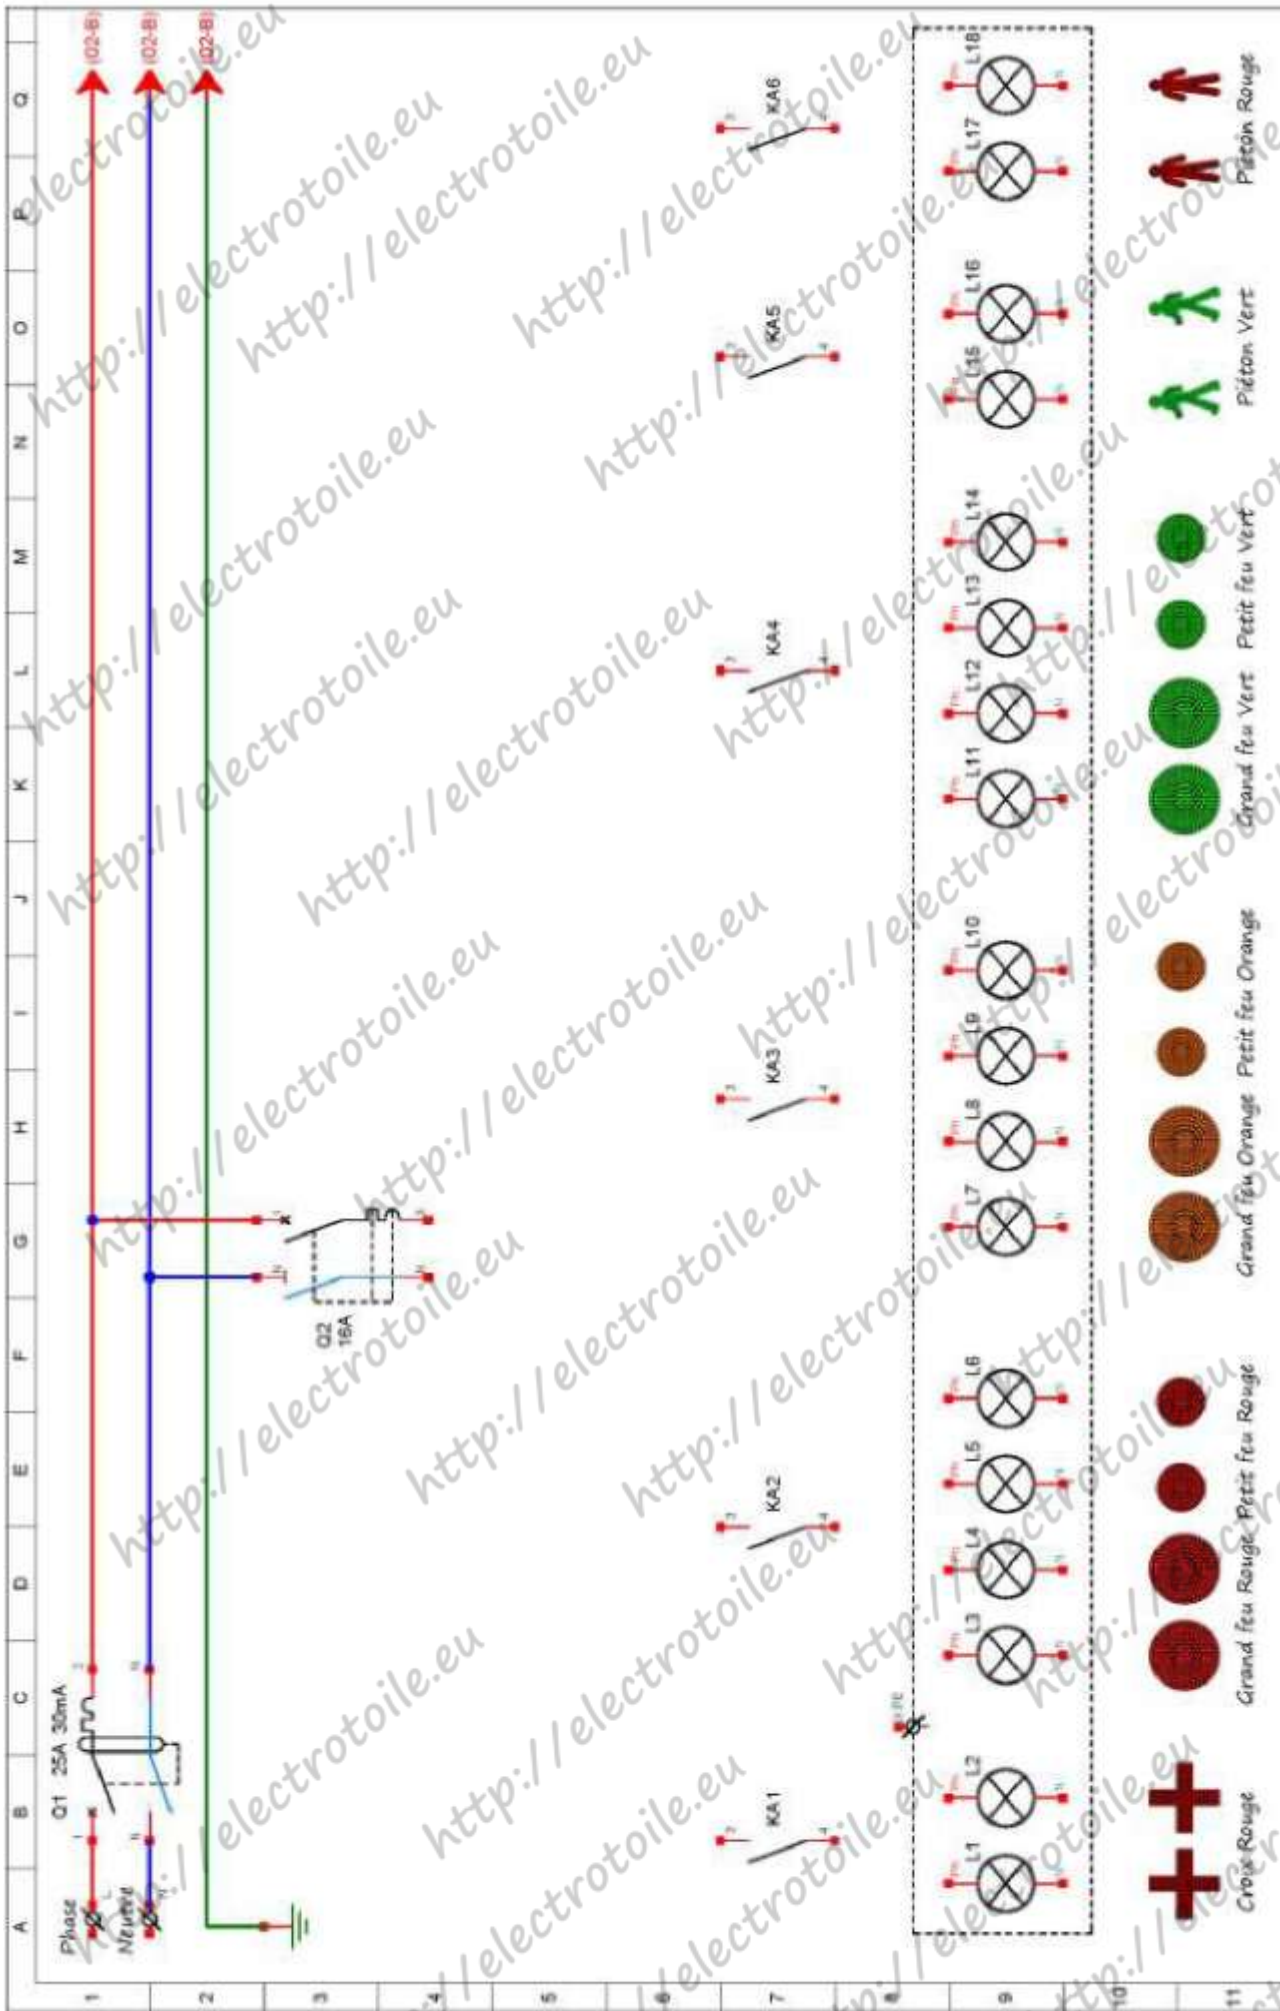 A B C D E F G H I J K L M N O P Q
1
2
3
4
5
6
7
8
9
10
11
Phase
Neutre
Q1 25A 30mA
(02-B)
(02-B)
(02-B)
Q2
16A
KA1
KA2
KA3
KA4
KA5
KA6
PE
L1 L2 L3 L4 L5 L6 L7 L8 L9 L10 L11 L12 L13 L14 L15 L16 L17 L18
Croix Rouge
Grand feu Rouge
Petit feu Rouge
Grand feu Orange
Petit feu Orange
Grand feu Vert
Petit feu Vert
Piéton Vert
Piéton Rouge
http://electrotoile.eu